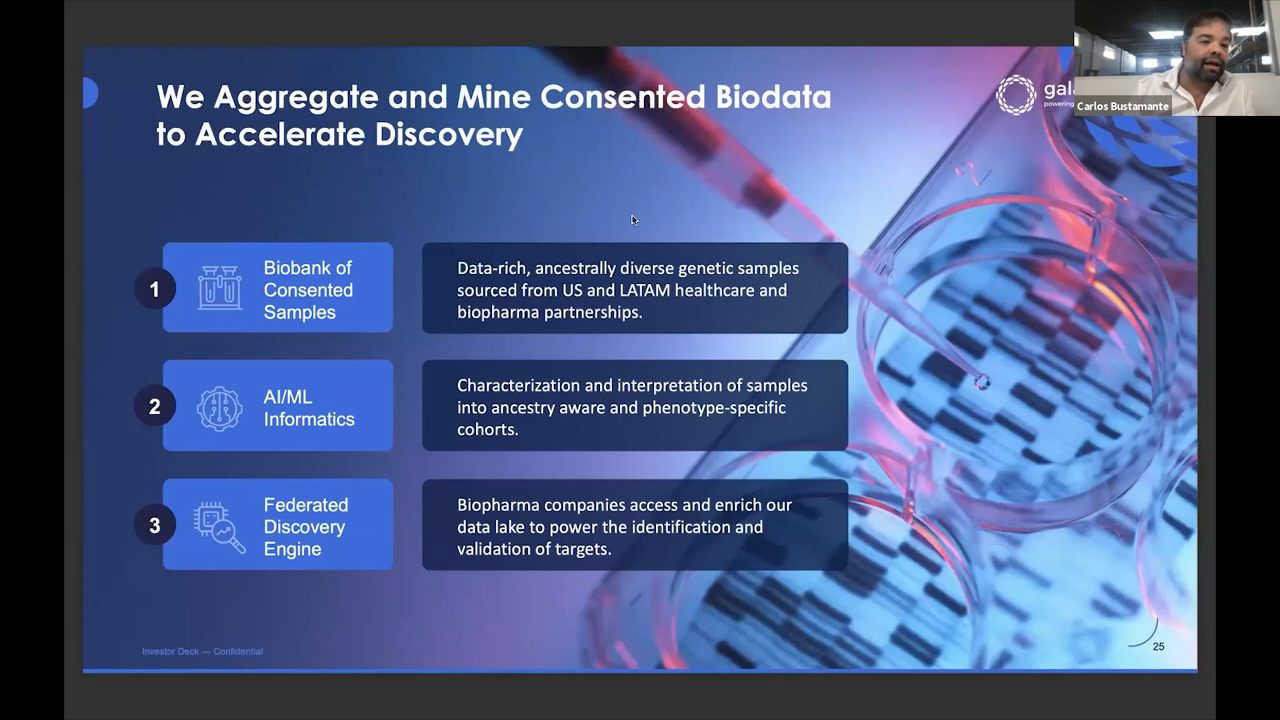 We Aggregate and Mine Consented Biodata
to Accelerate Discovery
Carlos Bustamante
1
Biobank of
Consented
Samples
Data-rich, ancestrally diverse genetic samples
sourced from US and LATAM healthcare and
biopharma partnerships.
2
AI/ML
Informatics
Characterization and interpretation of samples
into ancestry aware and phenotype-specific
cohorts.
3
Federated
Discovery
Engine
Biopharma companies access and enrich our
data lake to power the identification and
validation of targets.
Investor Deck — Confidential
25